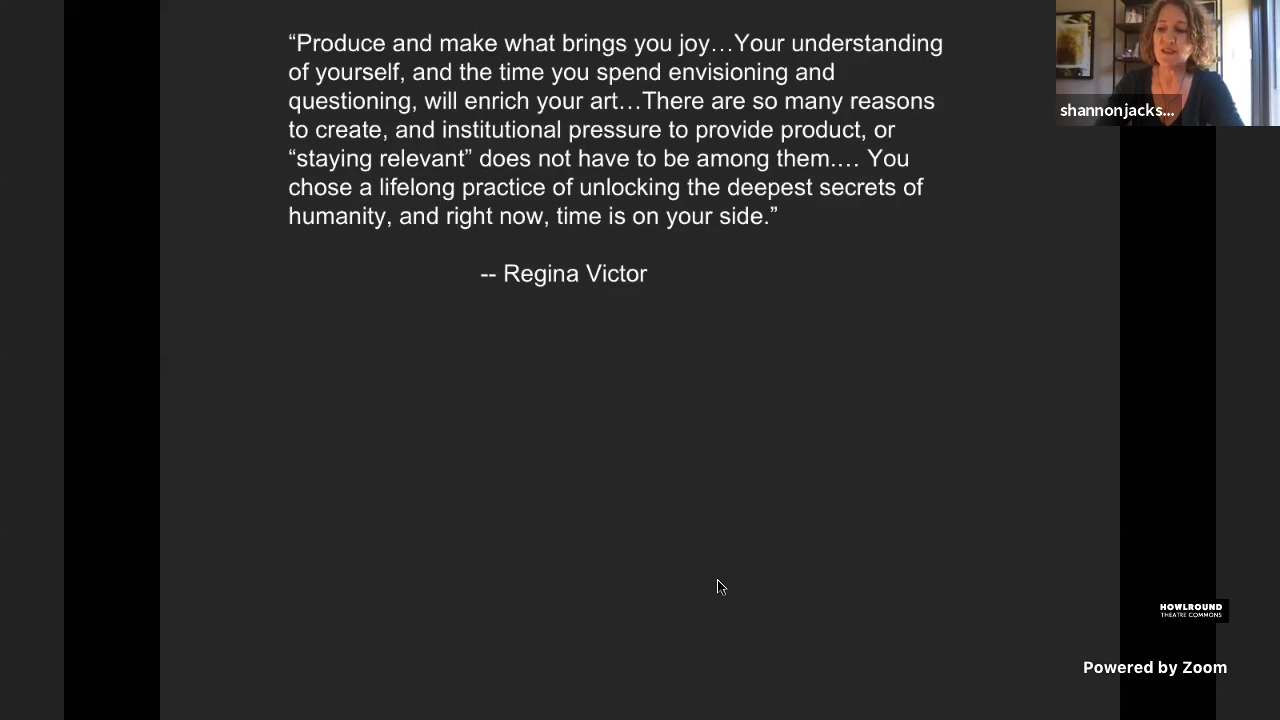 “Produce and make what brings you joy…Your understanding
of yourself, and the time you spend envisioning and
questioning, will enrich your art…There are so many reasons
to create, and institutional pressure to provide product, or
“staying relevant” does not have to be among them.… You
chose a lifelong practice of unlocking the deepest secrets of
humanity, and right now, time is on your side.”
-- Regina Victor
shannonjacks...
HOWLROUND
THEATRE COMMONS
Powered by Zoom